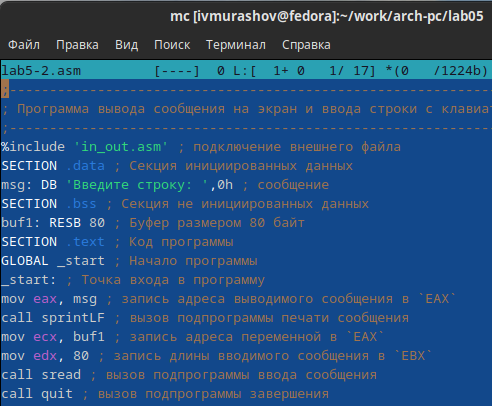 mc [ivmurashov@fedora]:~/work/arch-pc/lab05
Файл Правка Вид Поиск Терминал Справка
lab5-2.asm [----] 0 L:[ 1+ 0 1/ 17] *(0 /1224b)
;------------------------------------------------------------
; Программа вывода сообщения на экран и ввода строки с клавиат
;------------------------------------------------------------
%include 'in_out.asm' ; подключение внешнего файла
SECTION .data ; Секция инициированных данных
msg: DB 'Введите строку: ',0h ; сообщение
SECTION .bss ; Секция не инициированных данных
buf1: RESB 80 ; Буфер размером 80 байт
SECTION .text ; Код программы
GLOBAL _start ; Начало программы
_start: ; Точка входа в программу
mov eax, msg ; запись адреса выводимого сообщения в `EAX`
call sprintLF ; вызов подпрограммы печати сообщения
mov ecx, buf1 ; запись адреса переменной в `EAX`
mov edx, 80 ; запись длины вводимого сообщения в `EBX`
call sread ; вызов подпрограммы ввода сообщения
call quit ; вызов подпрограммы завершения